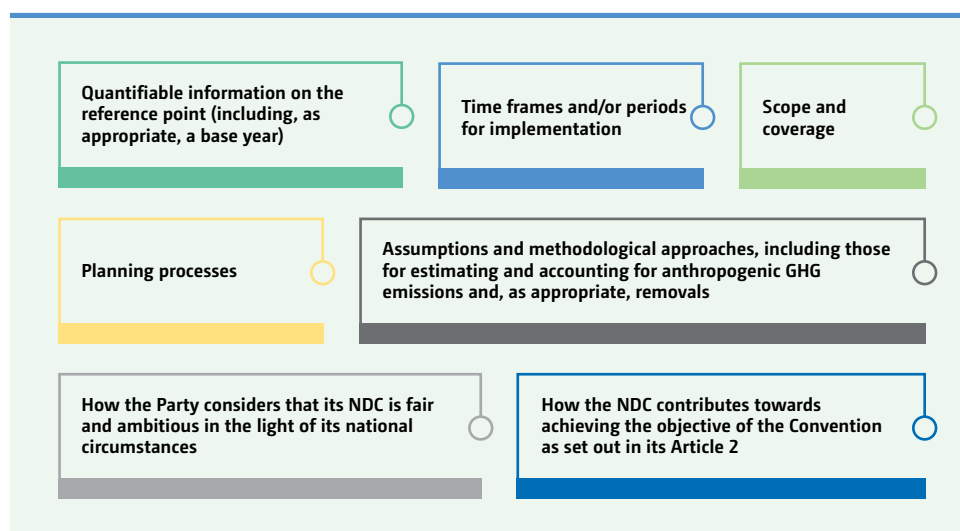 Quantifiable information on the
reference point (including, as
appropriate, a base year)
Time frames and/or periods
for implementation
Scope and
coverage
Planning processes
Assumptions and methodological approaches, including those
for estimating and accounting for anthropogenic GHG
emissions and, as appropriate, removals
How the Party considers that its NDC is fair
and ambitious in the light of its national
circumstances
How the NDC contributes towards
achieving the objective of the Convention
as set out in its Article 2